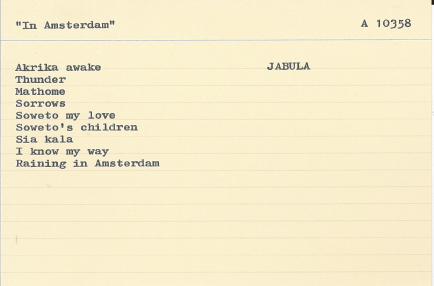 "In Amsterdam" A 10358
Akrika awake JABULA
Thunder
Mathome
Sorrows
Soweto my love
Soweto's children
Sia kala
I know my way
Raining in Amsterdam